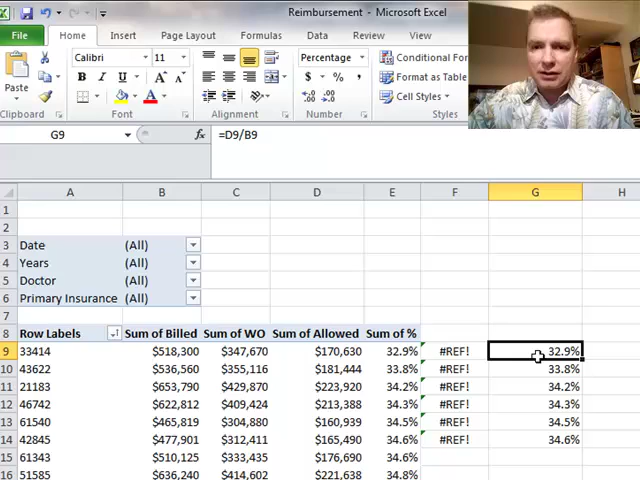 Reimbursement - Microsoft Excel
File Home Insert Page Layout Formulas Data Review View
Calibri 11 Percentage Conditional For
Paste B I U $ % , Format as Table
A A .0 .00 .00 .0 Cell Styles
Clipboard Font Alignment Number
G9 fx =D9/B9
A B C D E F G H
1
2
3 Date (All)
4 Years (All)
5 Doctor (All)
6 Primary Insurance (All)
7
8 Row Labels Sum of Billed Sum of WO Sum of Allowed Sum of %
9 33414 $518,300 $347,670 $170,630 32.9% #REF! 32.9%
10 43622 $536,560 $355,116 $181,444 33.8% #REF! 33.8%
11 21183 $653,790 $429,870 $223,920 34.2% #REF! 34.2%
12 46742 $622,812 $409,424 $213,388 34.3% #REF! 34.3%
13 61540 $465,819 $304,880 $160,939 34.5% #REF! 34.5%
14 42845 $477,901 $312,411 $165,490 34.6% #REF! 34.6%
15 61343 $510,125 $333,435 $176,690 34.6%
16 51585 $636,240 $414,602 $221,638 34.8%